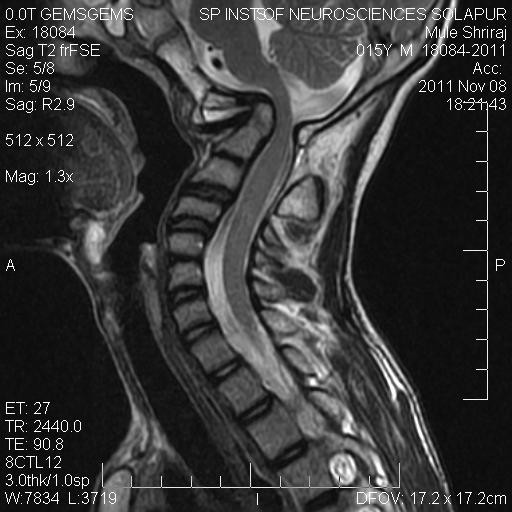 0.0T GEMSGEMS
SP INST OF NEUROSCIENCES SOLAPUR
Ex: 18084
Mule Shriraj
Sag T2 frFSE
015Y M 18084-2011
Se: 5/8
Acc:
Im: 5/9
2011 Nov 08
Sag: R2.9
18:21:43
512 x 512
Mag: 1.3x
A
P
ET: 27
TR: 2440.0
TE: 90.8
8CTL12
3.0thk/1.0sp
W:7834 L:3719
DFOV: 17.2 x 17.2cm